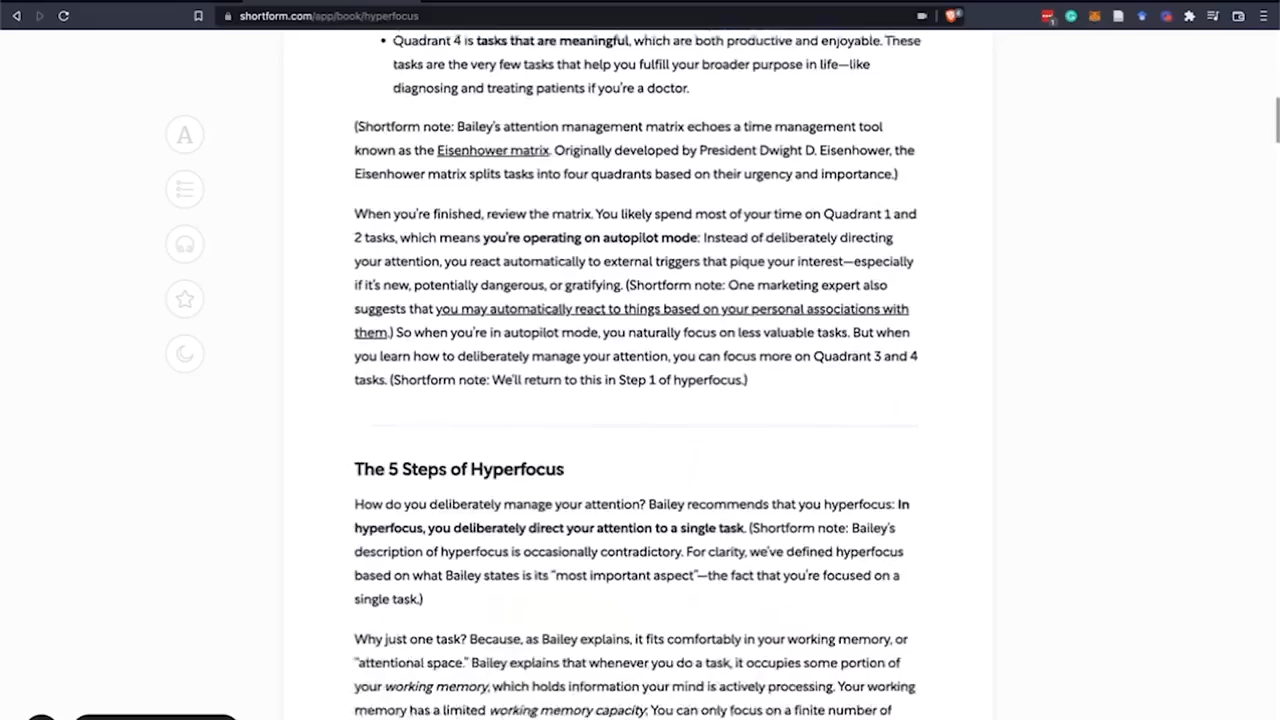 shortform.com/app/book/hyperfocus
• Quadrant 4 is tasks that are meaningful, which are both productive and enjoyable. These
tasks are the very few tasks that help you fulfill your broader purpose in life—like
diagnosing and treating patients if you're a doctor.
A
(Shortform note: Bailey's attention management matrix echoes a time management tool
known as the Eisenhower matrix. Originally developed by President Dwight D. Eisenhower, the
Eisenhower matrix splits tasks into four quadrants based on their urgency and importance.)
When you're finished, review the matrix. You likely spend most of your time on Quadrant 1 and
2 tasks, which means you're operating on autopilot mode: Instead of deliberately directing
your attention, you react automatically to external triggers that pique your interest—especially
if it's new, potentially dangerous, or gratifying. (Shortform note: One marketing expert also
suggests that you may automatically react to things based on your personal associations with
them.) So when you're in autopilot mode, you naturally focus on less valuable tasks. But when
you learn how to deliberately manage your attention, you can focus more on Quadrant 3 and 4
tasks. (Shortform note: We'll return to this in Step 1 of hyperfocus.)
The 5 Steps of Hyperfocus
How do you deliberately manage your attention? Bailey recommends that you hyperfocus: In
hyperfocus, you deliberately direct your attention to a single task. (Shortform note: Bailey's
description of hyperfocus is occasionally contradictory. For clarity, we've defined hyperfocus
based on what Bailey states is its "most important aspect"—the fact that you're focused on a
single task.)
Why just one task? Because, as Bailey explains, it fits comfortably in your working memory, or
"attentional space." Bailey explains that whenever you do a task, it occupies some portion of
your working memory, which holds information your mind is actively processing. Your working
memory has a limited working memory capacity: You can only focus on a finite number of